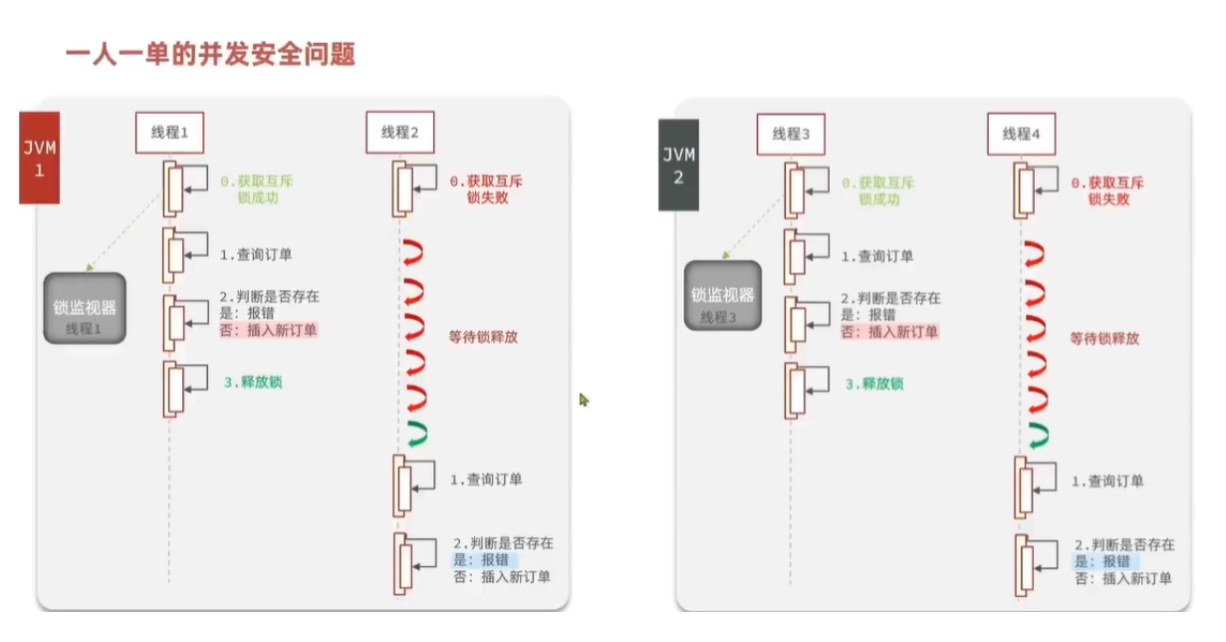 一人一单的并发安全问题
JVM
1
线程1
线程2
0.获取互斥
锁成功
0.获取互斥
锁失败
1.查询订单
锁监视器
线程1
2.判断是否存在
是：报错
否：插入新订单
等待锁释放
3.释放锁
1.查询订单
2.判断是否存在
是：报错
否：插入新订单
JVM
2
线程3
线程4
0.获取互斥
锁成功
0.获取互斥
锁失败
1.查询订单
锁监视器
线程3
2.判断是否存在
是：报错
否：插入新订单
等待锁释放
3.释放锁
1.查询订单
2.判断是否存在
是：报错
否：插入新订单